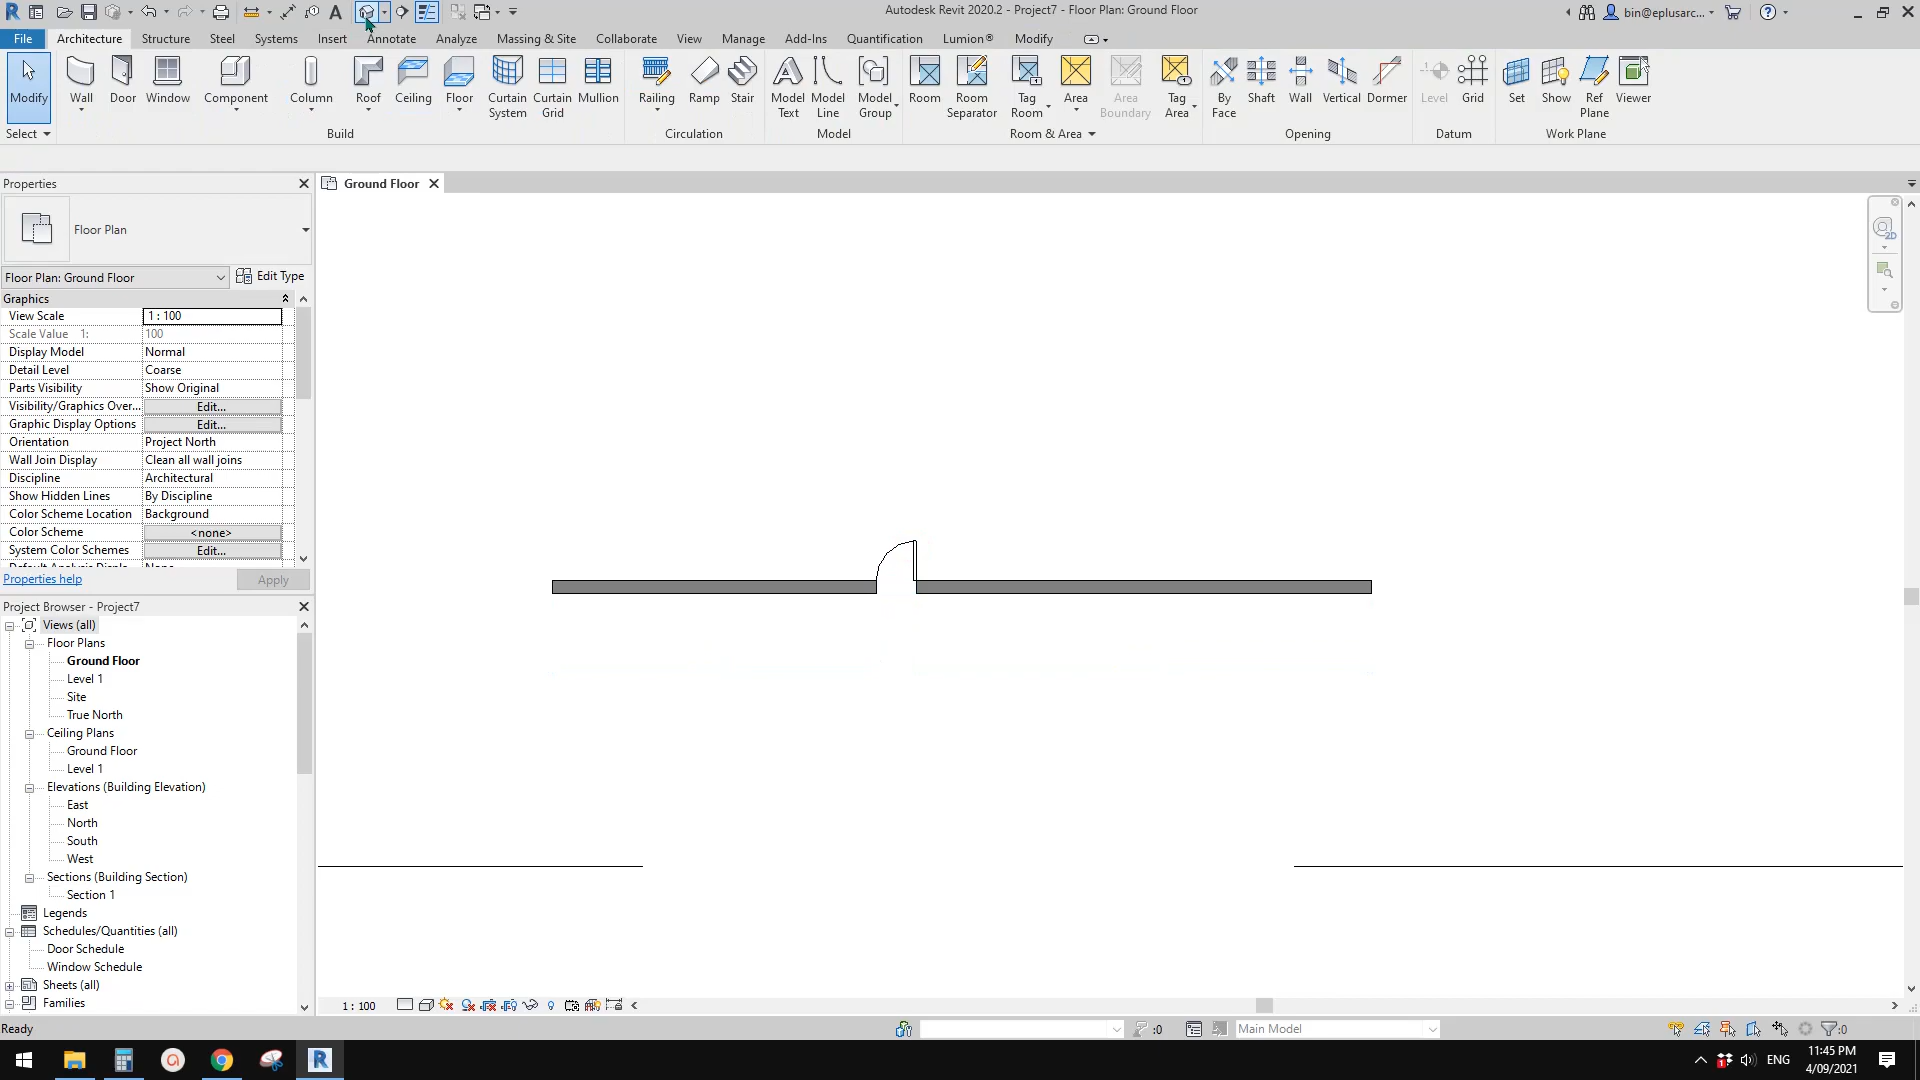 Autodesk Revit 2020.2 - Project7 - Floor Plan: Ground Floor
bin@eplusarc...
File Architecture Structure Steel Systems Insert Annotate Analyze Massing & Site Collaborate View Manage Add-Ins Quantification Lumion® Modify
Modify Wall Door Window Component Column Roof Ceiling Floor Curtain System Curtain Grid Mullion Railing Ramp Stair Model Text Model Line Model Group Room Room Separator Tag Room Area Area Boundary Tag Area By Face Shaft Wall Vertical Dormer Level Grid Set Show Ref Plane Viewer
Select Build Circulation Model Room & Area Opening Datum Work Plane
Properties
Ground Floor
Floor Plan
Floor Plan: Ground Floor Edit Type
Graphics
View Scale 1 : 100
Scale Value 1: 100
Display Model Normal
Detail Level Coarse
Parts Visibility Show Original
Visibility/Graphics Over... Edit...
Graphic Display Options Edit...
Orientation Project North
Wall Join Display Clean all wall joins
Discipline Architectural
Show Hidden Lines By Discipline
Color Scheme Location Background
Color Scheme <none>
System Color Schemes Edit...
Properties help Apply
Project Browser - Project7
Views (all)
Floor Plans
Ground Floor
Level 1
Site
True North
Ceiling Plans
Ground Floor
Level 1
Elevations (Building Elevation)
East
North
South
West
Sections (Building Section)
Section 1
Legends
Schedules/Quantities (all)
Door Schedule
Window Schedule
Sheets (all)
Families
1 : 100
Ready
:0
Main Model
:0
ENG
11:45 PM
4/09/2021